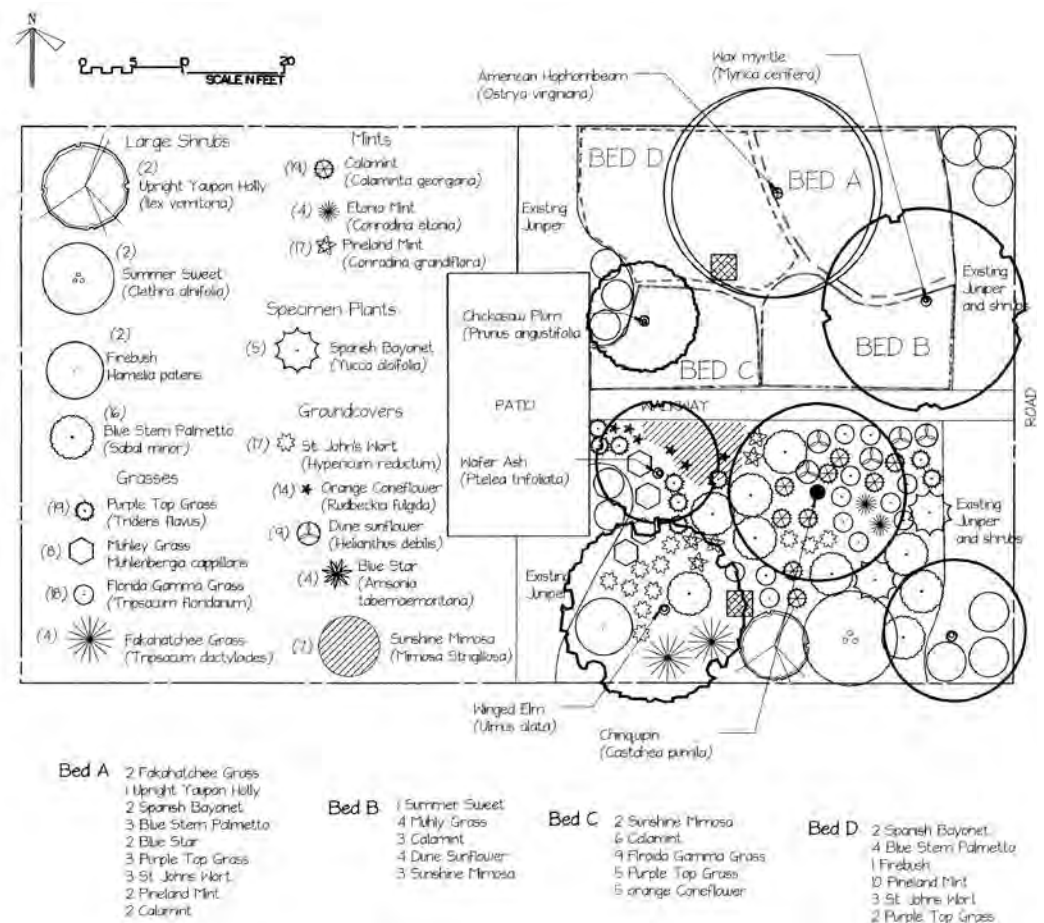 N
0 5 10 20
SCALE IN FEET
American Hophornbeam
(Ostrya virginiana)
Wax myrtle
(Myrica cerifera)
Large Shrubs
(2)
Upright Yaupon Holly
(Ilex vomitoria)
(2)
Summer Sweet
(Clethra alnifolia)
(2)
Firebush
Hamelia patens
(16)
Blue Stem Palmetto
(Sabal minor)
Grasses
(19) Purple Top Grass
(Tridens flavus)
(8) Muhley Grass
Muhlenbergia cappillaris
(18) Florida Gamma Grass
(Tripsacum floridanum)
(4) Fakahatchee Grass
(Tripsacum dactyloides)
Mints
(19) Calamint
(Calaminta georgana)
(4) Etonia Mint
(Conradina etonia)
(17) Pineland Mint
(Conradina grandiflora)
Specimen Plants
(5) Spanish Bayonet
(Yucca aloifolia)
Groundcovers
(17) St. John's Wort
(Hypericum reductum)
(14) Orange Coneflower
(Rudbeckia fulgida)
(9) Dune sunflower
(Helianthus debilis)
(4) Blue Star
(Amsonia
tabernaemontana)
(7) Sunshine Mimosa
(Mimosa Strigillosa)
BED D
BED A
Existing
Juniper
Existing
Juniper
and shrubs
Chickasaw Plum
(Prunus angustifolia
BED C
BED B
PATIO
WALKWAY
ROAD
Wafer Ash
(Ptelea trifoliata)
Existing
Juniper
Existing
Juniper
and shrubs
Winged Elm
(Ulmus alata)
Chinquipin
(Castanea pumila)
Bed A
2 Fakahatchee Grass
1 Upright Yaupon Holly
2 Spanish Bayonet
3 Blue Stem Palmetto
2 Blue Star
3 Purple Top Grass
3 St. Johns Wort
2 Pineland Mint
2 Calamint
Bed B
1 Summer Sweet
4 Muhly Grass
3 Calamint
4 Dune Sunflower
3 Sunshine Mimosa
Bed C
2 Sunshine Mimosa
6 Calamint
9 Floida Gamma Grass
5 Purple Top Grass
5 orange Coneflower
Bed D
2 Spanish Bayonet
4 Blue Stem Palmetto
1 Firebush
10 Pineland Mint
3 St. Johns Wort
2 Purple Top Grass